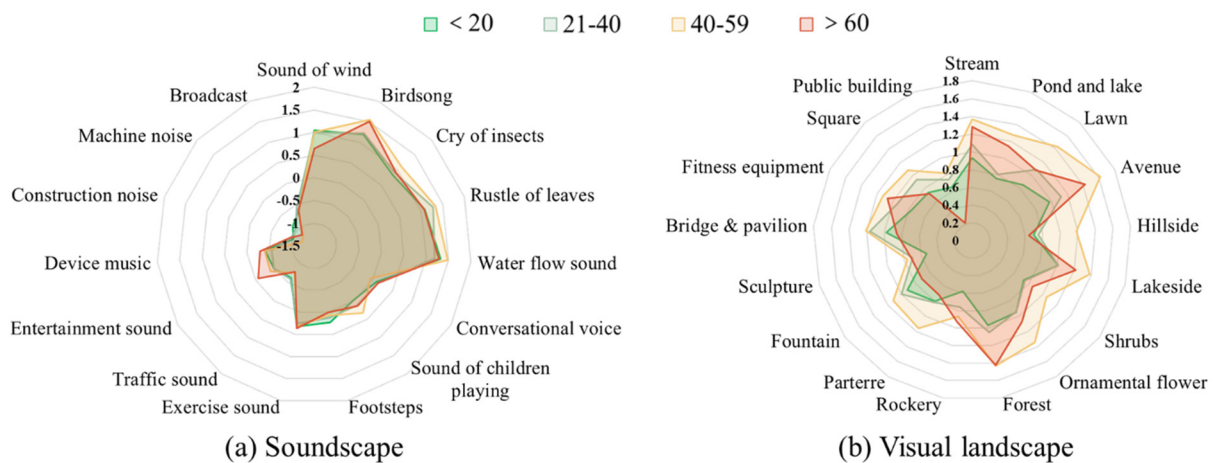 < 20 21-40 40-59 > 60
Sound of wind
Birdsong
Cry of insects
Rustle of leaves
Water flow sound
Conversational voice
Sound of children
playing
Footsteps
Exercise sound
Traffic sound
Entertainment sound
Device music
Construction noise
Machine noise
Broadcast
2
1.5
1
0.5
0
-0.5
-1
-1.5
(a) Soundscape
Stream
Pond and lake
Lawn
Avenue
Hillside
Lakeside
Shrubs
Ornamental flower
Forest
Rockery
Parterre
Fountain
Sculpture
Bridge & pavilion
Fitness equipment
Square
Public building
1.8
1.6
1.4
1.2
1
0.8
0.6
0.4
0.2
0
(b) Visual landscape